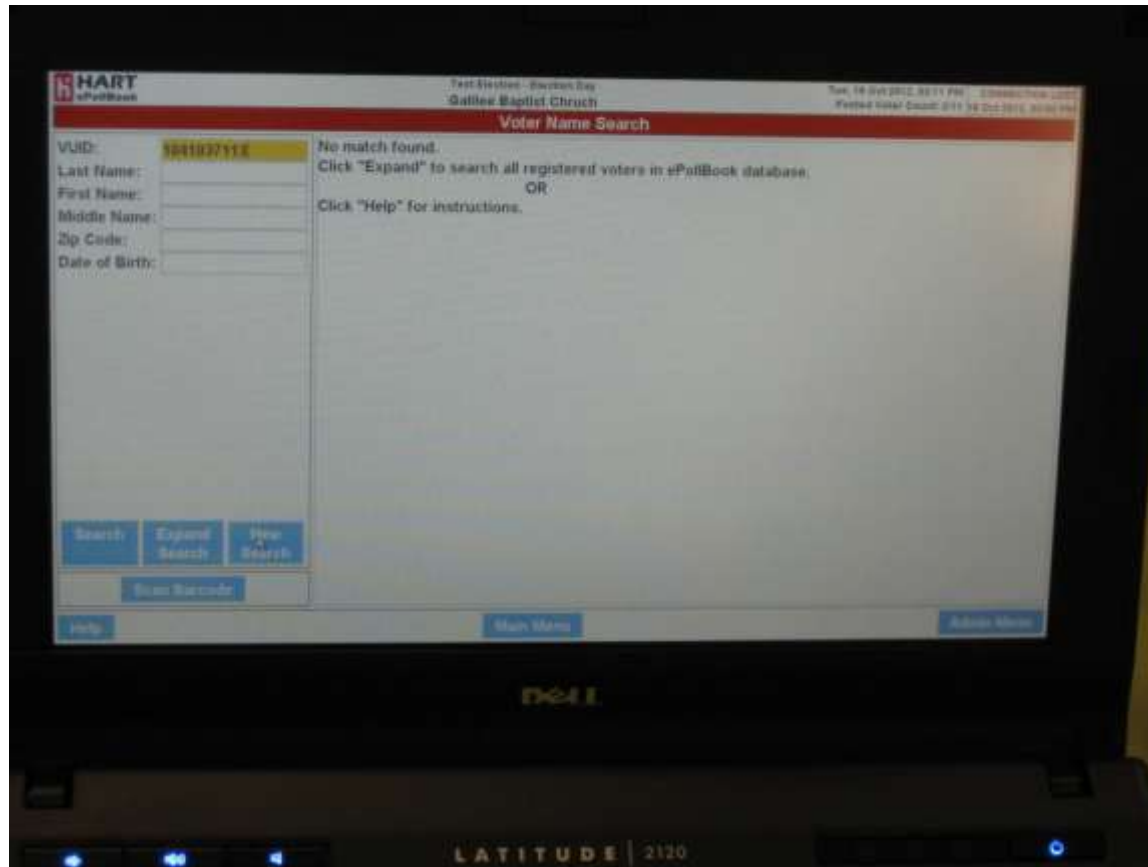 HART
ePollBook
Test Election - Election Day
Galilee Baptist Chruch
Voter Name Search
VUID:
Last Name:
First Name:
Middle Name:
Zip Code:
Date of Birth:
No match found.
Click "Expand" to search all registered voters in ePollBook database.
OR
Click "Help" for instructions.
Search
Expand Search
New Search
Scan Barcode
Help
Main Menu
Admin Menu
DELL
LATITUDE 2120